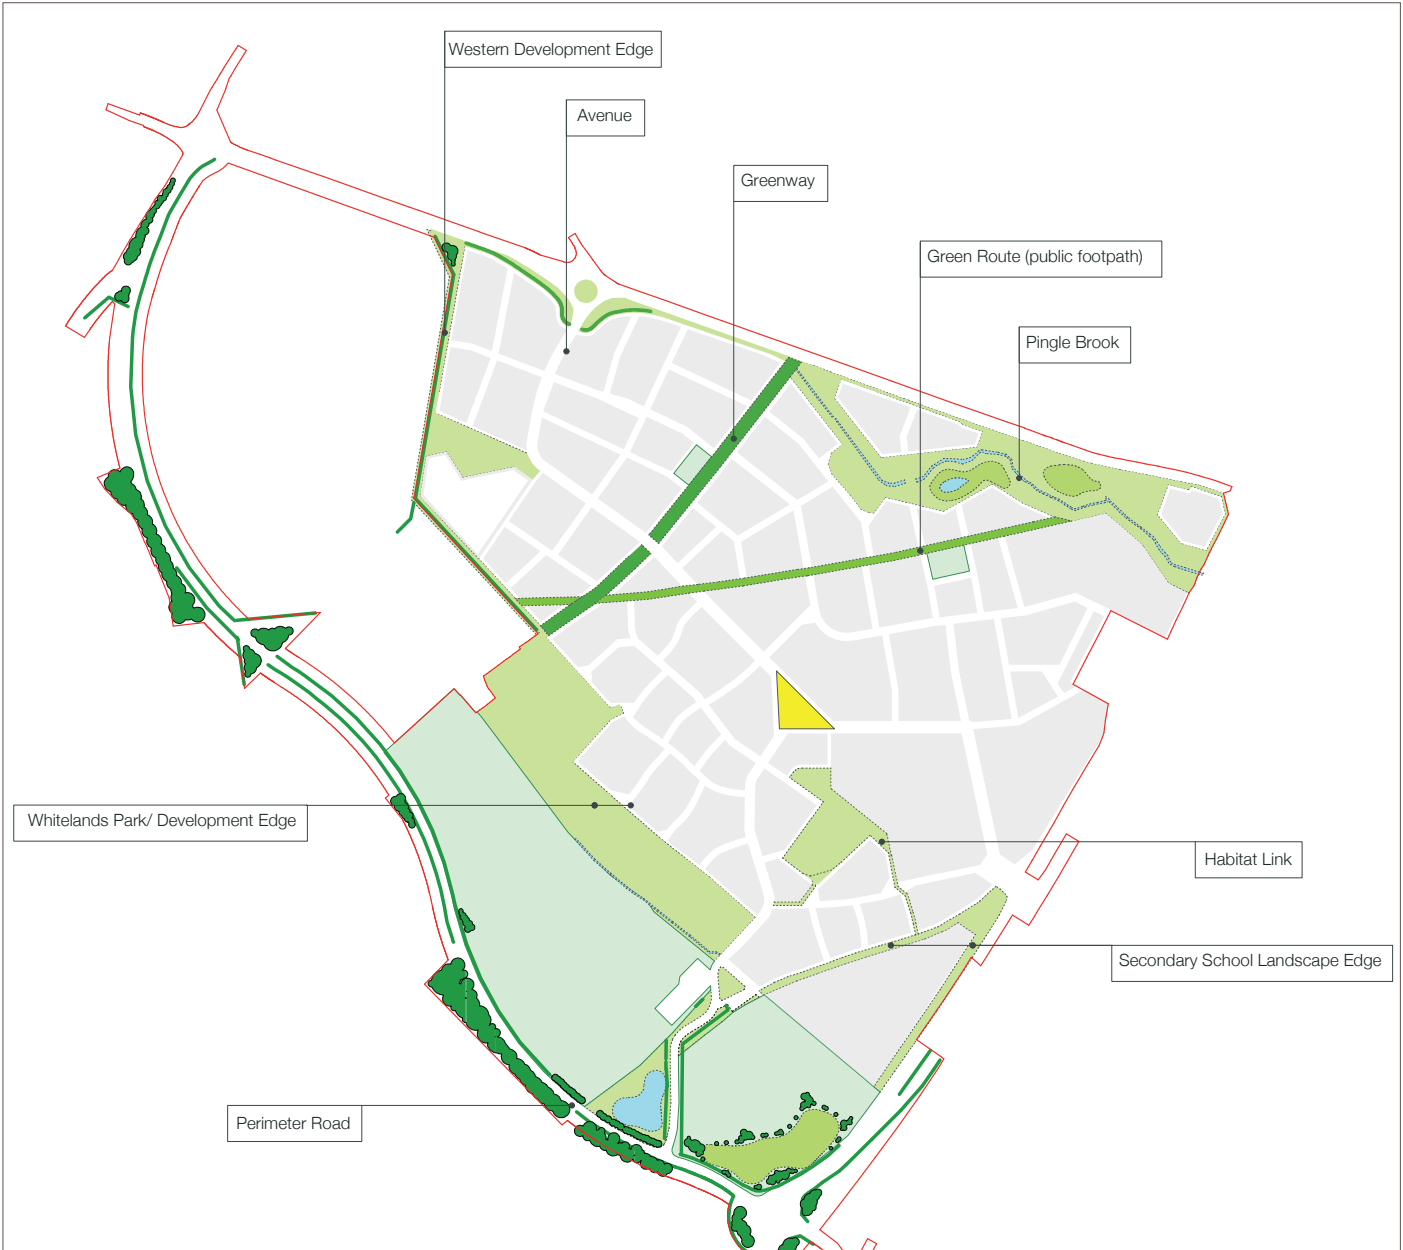 Western Development Edge
Avenue
Greenway
Green Route (public footpath)
Pingle Brook
Whitelands Park/ Development Edge
Habitat Link
Secondary School Landscape Edge
Perimeter Road